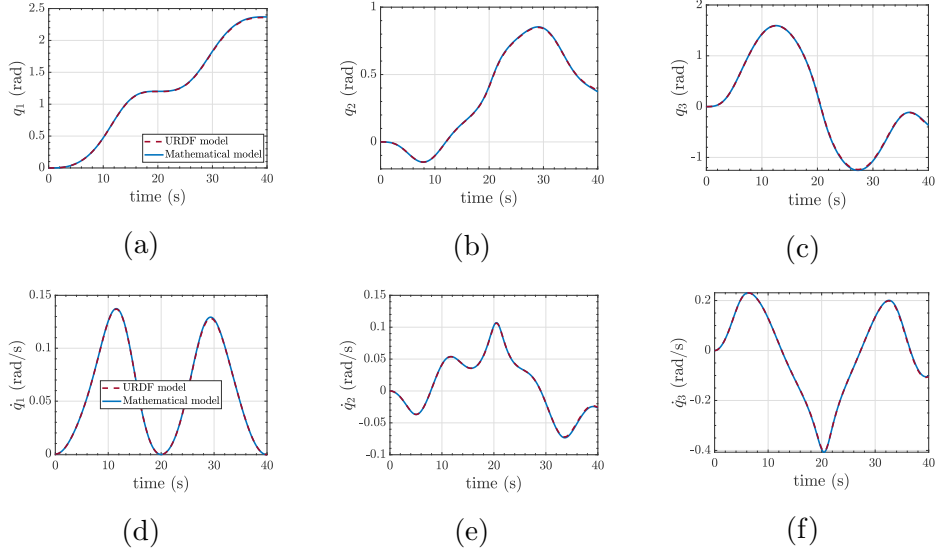 2.5
2
1.5
1
0.5
0
0 10 20 30 40
q1 (rad)
time (s)
URDF model
Mathematical model
(a)
1
0.5
0
0 10 20 30 40
q2 (rad)
time (s)
(b)
3
2
1
0
-1
0 10 20 30 40
q3 (rad)
time (s)
(c)
0.15
0.1
0.05
0
0 10 20 30 40
q̇1 (rad/s)
time (s)
URDF model
Mathematical model
(d)
0.15
0.1
0.05
0
-0.05
-0.1
0 10 20 30 40
q̇2 (rad/s)
time (s)
(e)
0.2
0
-0.2
-0.4
0 10 20 30 40
q̇3 (rad/s)
time (s)
(f)